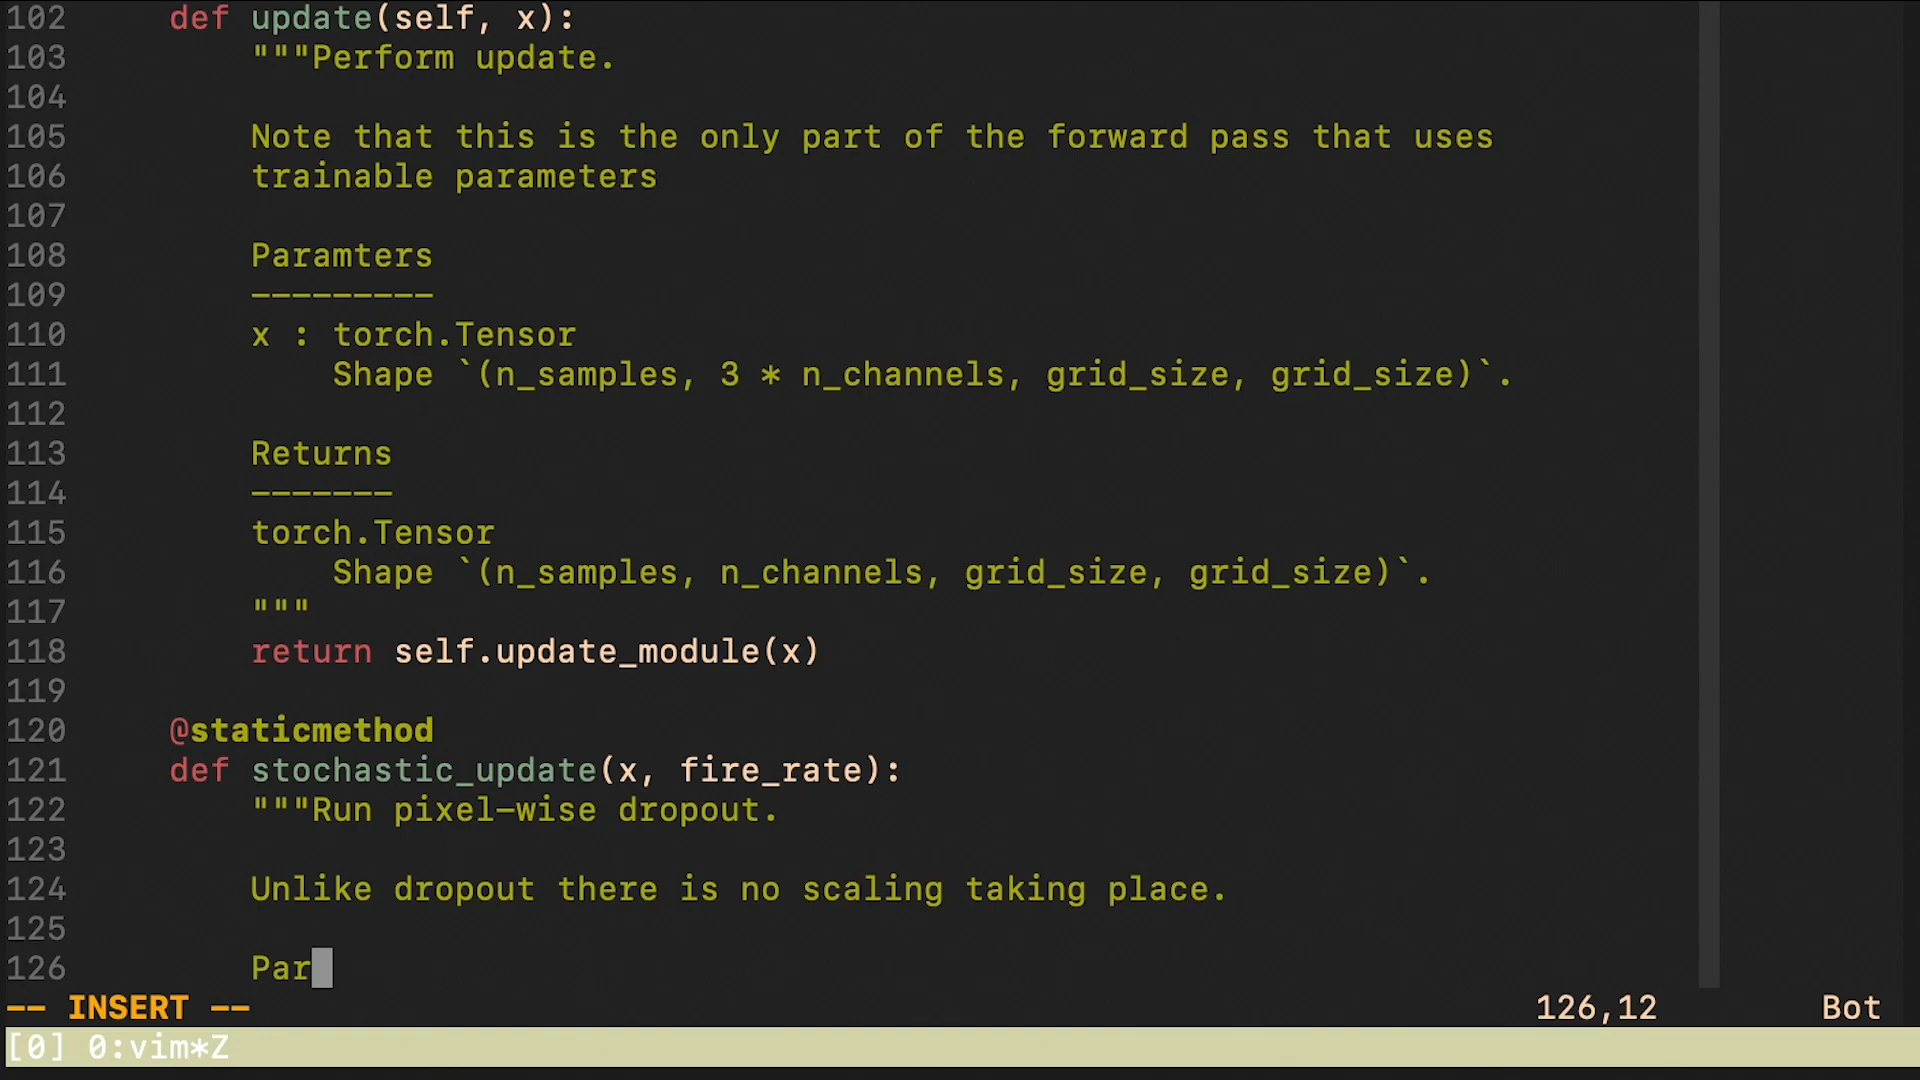 102     def update(self, x):
103         """Perform update.
104
105         Note that this is the only part of the forward pass that uses
106         trainable parameters
107
108         Paramters
109         ---------
110         x : torch.Tensor
111             Shape `(n_samples, 3 * n_channels, grid_size, grid_size)`.
112
113         Returns
114         -------
115         torch.Tensor
116             Shape `(n_samples, n_channels, grid_size, grid_size)`.
117         """
118         return self.update_module(x)
119
120     @staticmethod
121     def stochastic_update(x, fire_rate):
122         """Run pixel-wise dropout.
123
124         Unlike dropout there is no scaling taking place.
125
126         Par
-- INSERT -- 126,12 Bot
[0] 0:vim*Z